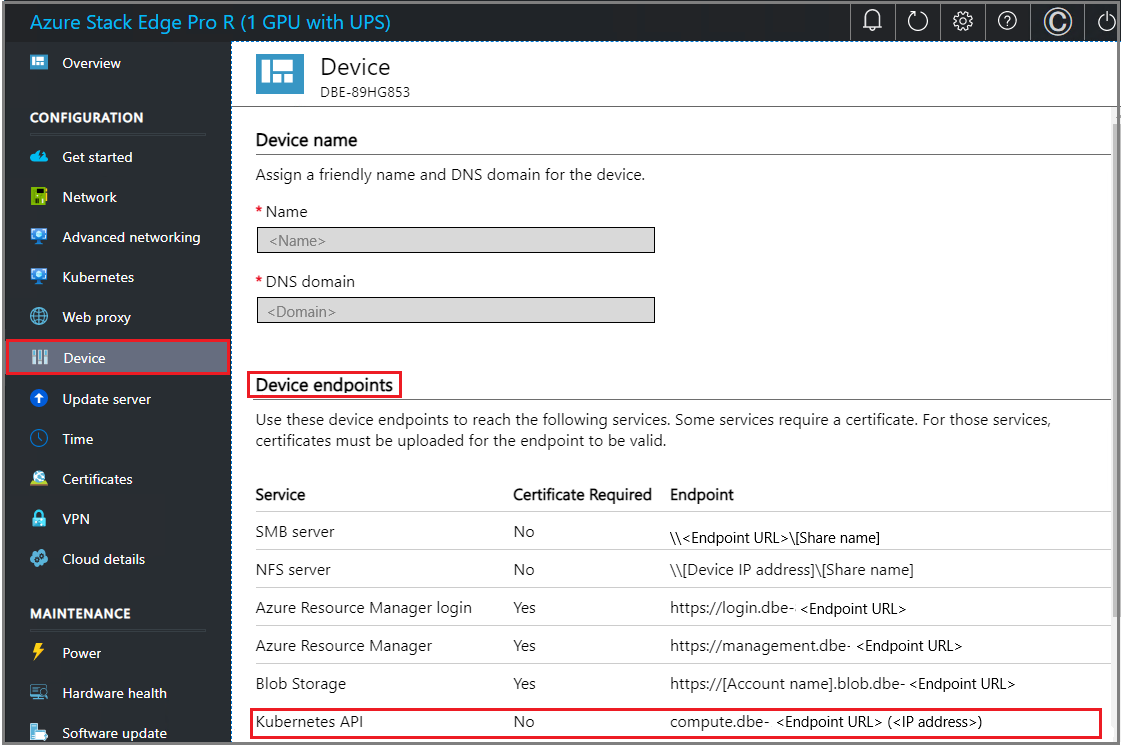 Azure Stack Edge Pro R (1 GPU with UPS)
Overview
CONFIGURATION
Get started
Network
Advanced networking
Kubernetes
Web proxy
Device
Update server
Time
Certificates
VPN
Cloud details
MAINTENANCE
Power
Hardware health
Software update
Device
DBE-89HG853
Device name
Assign a friendly name and DNS domain for the device.
* Name
<Name>
* DNS domain
<Domain>
Device endpoints
Use these device endpoints to reach the following services. Some services require a certificate. For those services,
certificates must be uploaded for the endpoint to be valid.
Service Certificate Required Endpoint
SMB server No \\<Endpoint URL>\[Share name]
NFS server No \\[Device IP address]\[Share name]
Azure Resource Manager login Yes https://login.dbe- <Endpoint URL>
Azure Resource Manager Yes https://management.dbe- <Endpoint URL>
Blob Storage Yes https://[Account name].blob.dbe- <Endpoint URL>
Kubernetes API No compute.dbe- <Endpoint URL> (<IP address>)